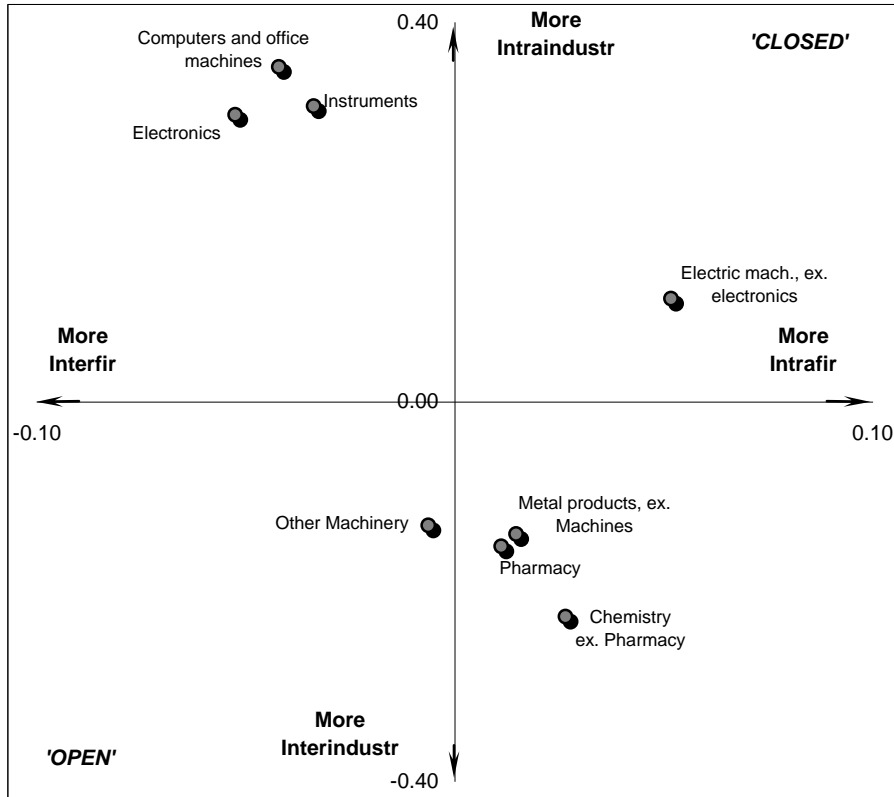 0.40
More
Intraindustr
'CLOSED'
Computers and office
machines
Instruments
Electronics
Electric mach., ex.
electronics
More
Interfir
More
Intrafir
0.00
-0.10
0.10
Other Machinery
Metal products, ex.
Machines
Pharmacy
Chemistry
ex. Pharmacy
More
Interindustr
'OPEN'
-0.40